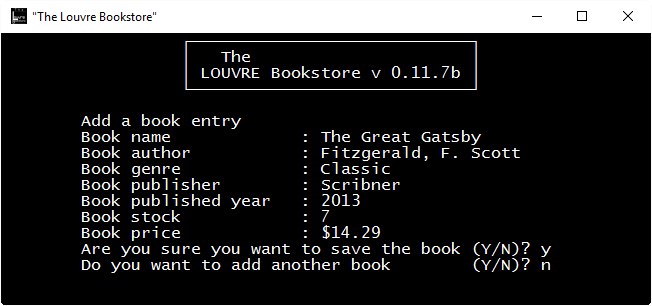 "The Louvre Bookstore"
The
LOUVRE Bookstore v 0.11.7b
Add a book entry
Book name : The Great Gatsby
Book author : Fitzgerald, F. Scott
Book genre : Classic
Book publisher : Scribner
Book published year : 2013
Book stock : 7
Book price : $14.29
Are you sure you want to save the book (Y/N)? y
Do you want to add another book (Y/N)? n